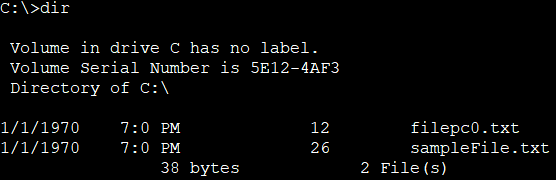 C:\>dir
Volume in drive C has no label.
Volume Serial Number is 5E12-4AF3
Directory of C:\
1/1/1970 7:0 PM 12 filepc0.txt
1/1/1970 7:0 PM 26 sampleFile.txt
38 bytes 2 File(s)